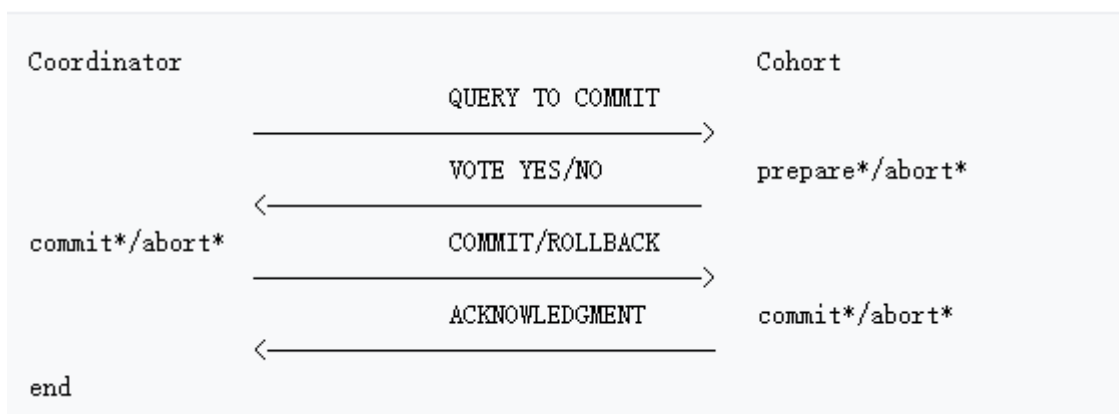 Coordinator Cohort
QUERY TO COMMIT
VOTE YES/NO prepare*/abort*
commit*/abort* COMMIT/ROLLBACK
ACKNOWLEDGMENT commit*/abort*
end